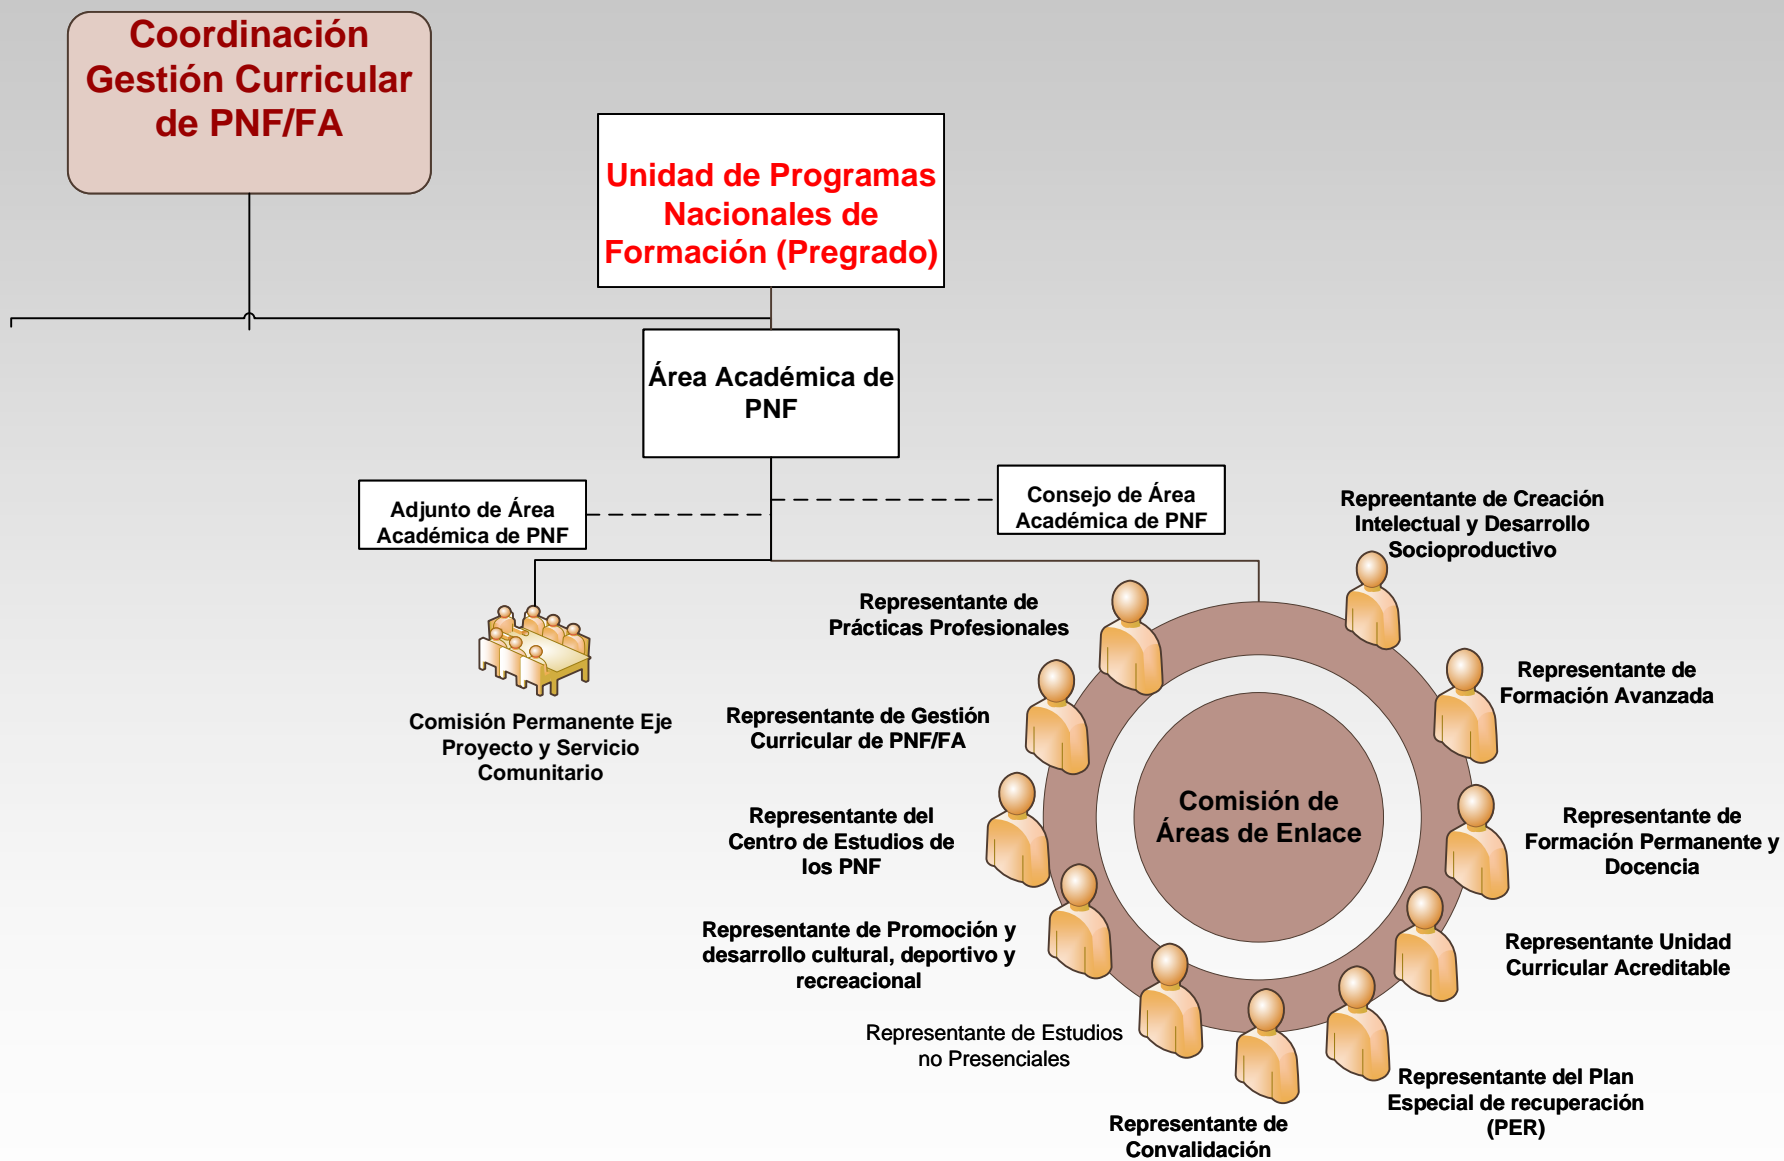 Coordinación
Gestión Curricular
de PNF/FA
Unidad de Programas
Nacionales de
Formación (Pregrado)
Área Académica de
PNF
Adjunto de Área
Académica de PNF
Consejo de Área
Académica de PNF
Comisión Permanente Eje
Proyecto y Servicio
Comunitario
Repreentante de Creación
Intelectual y Desarrollo
Socioproductivo
Representante de
Prácticas Profesionales
Representante de
Formación Avanzada
Representante de Gestión
Curricular de PNF/FA
Comisión de
Áreas de Enlace
Representante del
Centro de Estudios de
los PNF
Representante de
Formación Permanente y
Docencia
Representante de Promoción y
desarrollo cultural, deportivo y
recreacional
Representante Unidad
Curricular Acreditable
Representante de Estudios
no Presenciales
Representante del Plan
Especial de recuperación
(PER)
Representante de
Convalidación